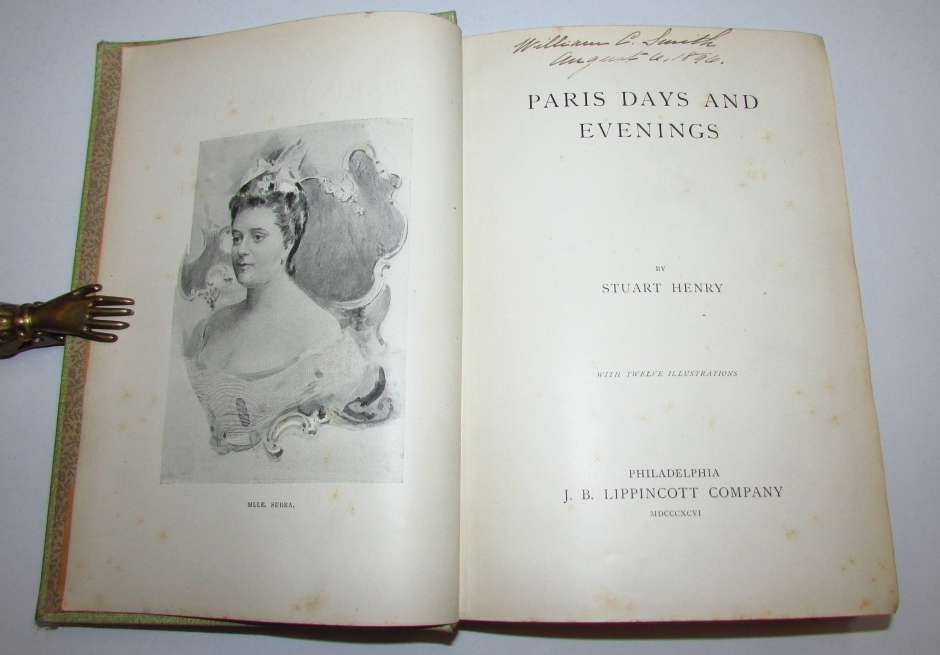 MLLE. SUBRA.
William C. Smith
August 6, 1896.
PARIS DAYS AND
EVENINGS
BY
STUART HENRY
WITH TWELVE ILLUSTRATIONS
PHILADELPHIA
J. B. LIPPINCOTT COMPANY
MDCCCXCVI